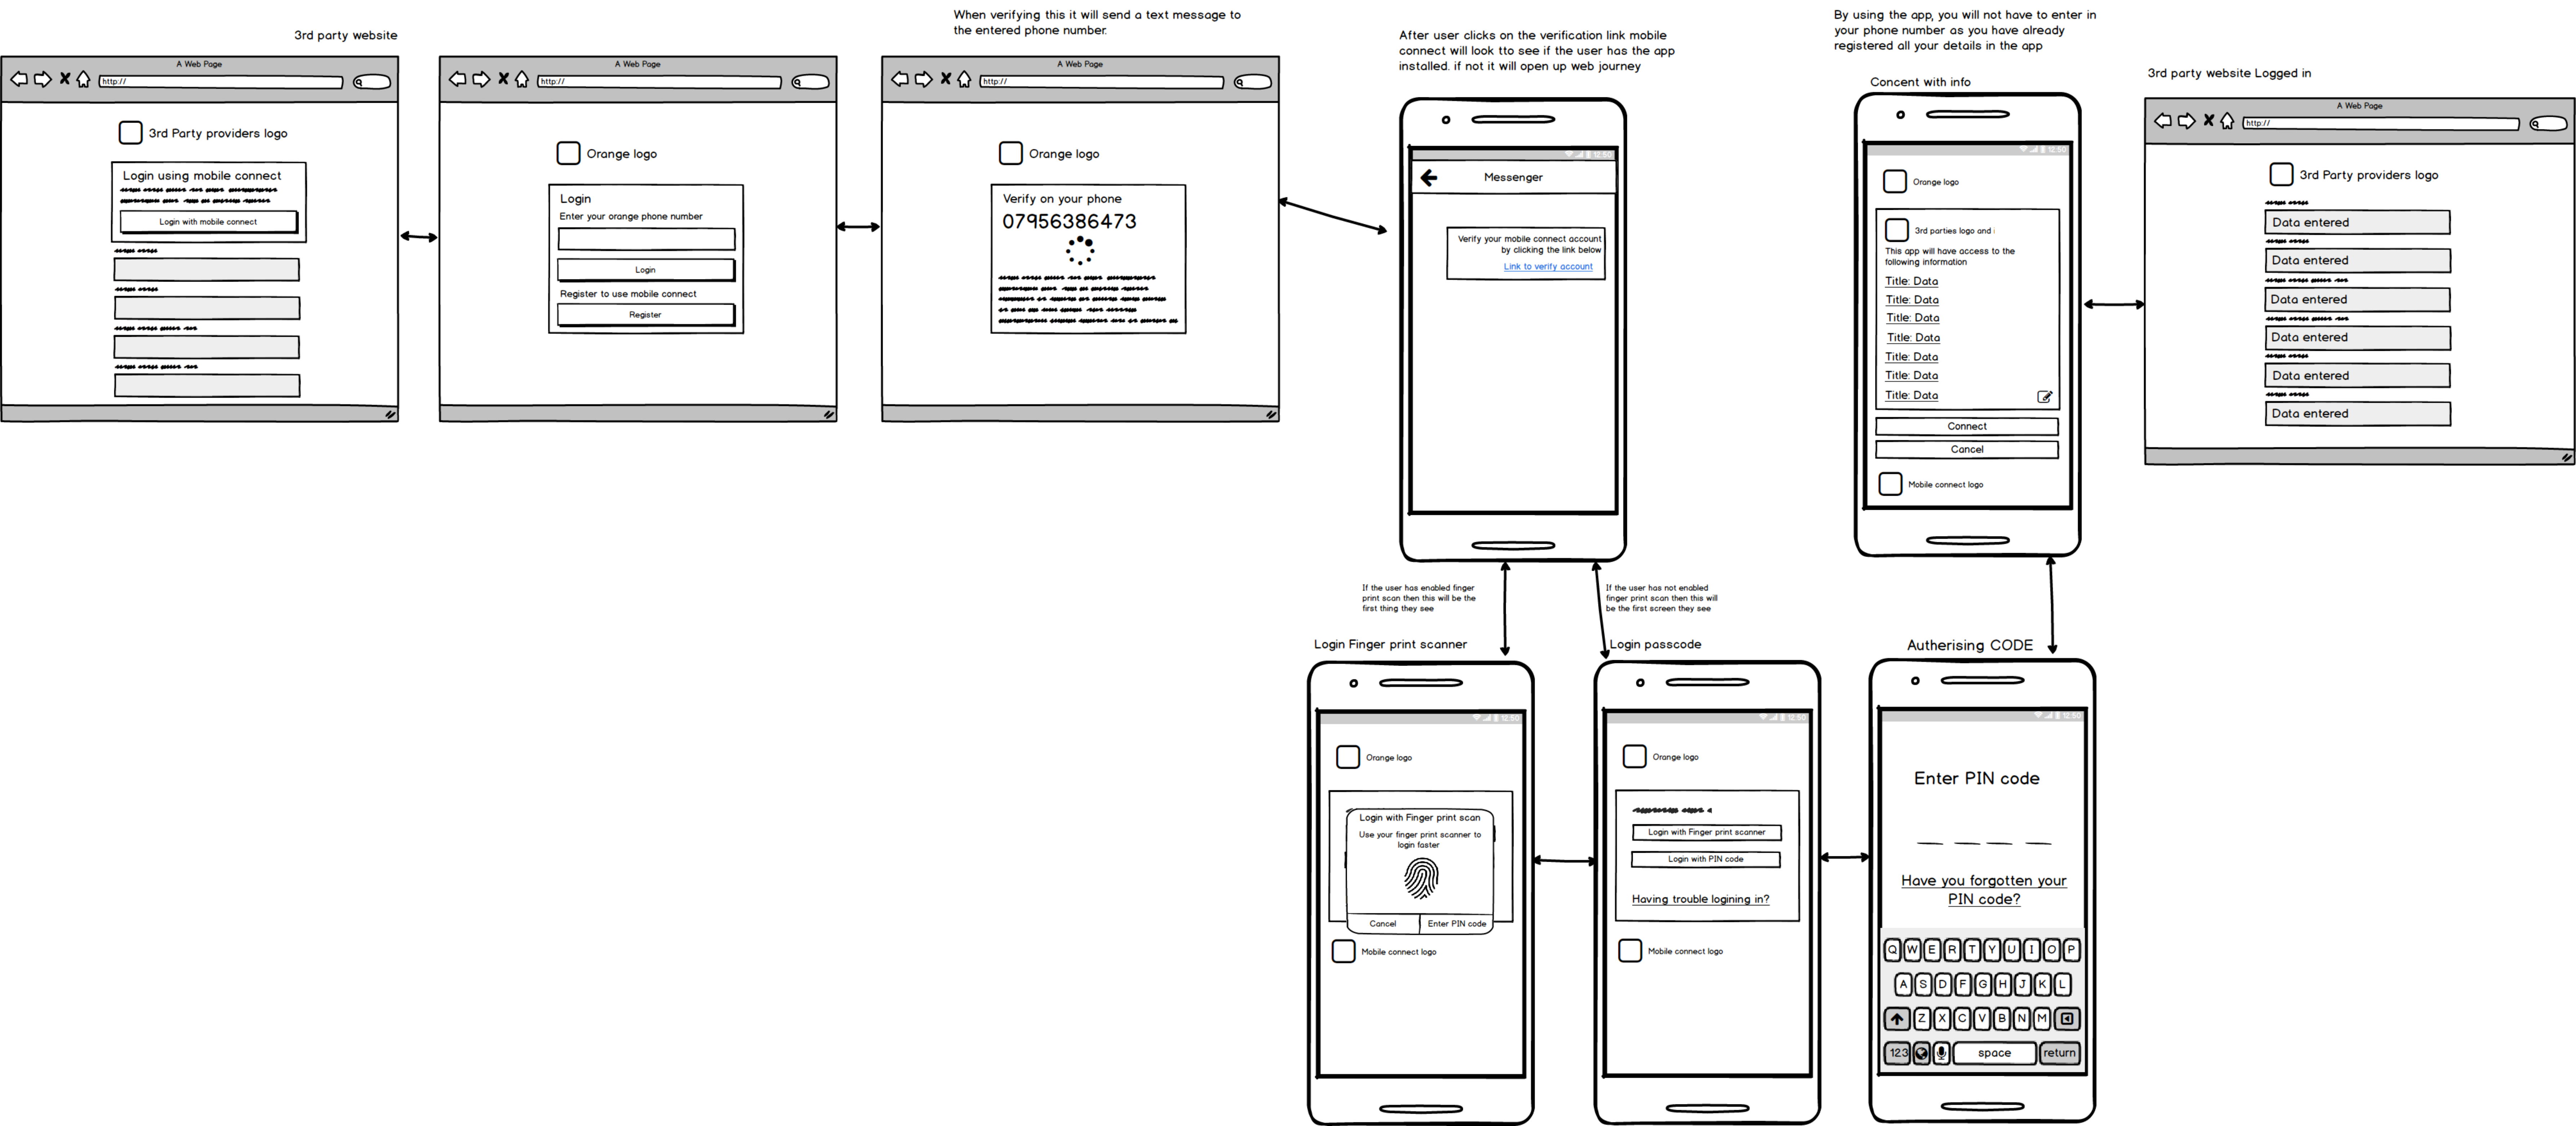 3rd party website
A Web Page
http://
3rd Party providers logo
Login using mobile connect
Login with mobile connect
A Web Page
http://
Orange logo
Login
Enter your orange phone number
Login
Register to use mobile connect
Register
When verifying this it will send a text message to
the entered phone number.
A Web Page
http://
Orange logo
Verify on your phone
07956386473
After user clicks on the verification link mobile
connect will look tto see if the user has the app
installed. if not it will open up web journey
12:50
Messenger
Verify your mobile connect account
by clicking the link below
Link to verify account
By using the app, you will not have to enter in
your phone number as you have already
registered all your details in the app
Concent with info
12:50
Orange logo
3rd parties logo and
This app will have access to the
following information
Title: Data
Title: Data
Title: Data
Title: Data
Title: Data
Title: Data
Title: Data
Connect
Cancel
Mobile connect logo
3rd party website Logged in
A Web Page
http://
3rd Party providers logo
Data entered
Data entered
Data entered
Data entered
Data entered
Data entered
If the user has enabled finger
print scan then this will be the
first thing they see
If the user has not enabled
finger print scan then this will
be the first screen they see
Login Finger print scanner
12:50
Orange logo
Login with Finger print scan
Use your finger print scanner to
login faster
Cancel
Enter PIN code
Mobile connect logo
Login passcode
12:50
Orange logo
Login with Finger print scanner
Login with PIN code
Having trouble logining in?
Mobile connect logo
Autherising CODE
12:50
Enter PIN code
Have you forgotten your
PIN code?
Q W E R T Y U I O P
A S D F G H J K L
Z X C V B N M
123 space return